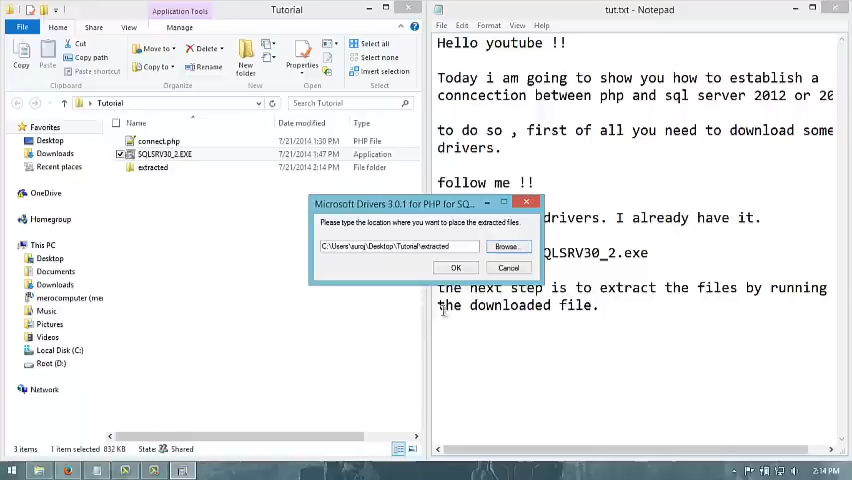 Application Tools
Tutorial
File
Home
Share
View
Manage
Copy
Paste
Cut
Copy path
Paste shortcut
Move to
Copy to
Delete
Rename
Organize
New
folder
New
Properties
Open
Select all
Select none
Invert selection
Select
Tutorial
Search Tutorial
Name
Date modified
Type
connect.php
7/21/2014 1:30 PM
PHP File
SQLSRV30_2.EXE
7/21/2014 1:47 PM
Application
extracted
7/21/2014 2:14 PM
File folder
Favorites
Desktop
Downloads
Recent places
OneDrive
Homegroup
This PC
Desktop
Documents
Downloads
merocomputer (me
Music
Pictures
Videos
Local Disk (C:)
Root (D:)
Network
3 items
1 item selected 832 KB
State:
Shared
tut.txt - Notepad
File Edit Format View Help
Hello youtube !!
Today i am going to show you how to establish a
conncection between php and sql server 2012 or 20
to do so , first of all you need to download some
drivers.
follow me !!
drivers. I already have it.
QLSRV30_2.exe
the next step is to extract the files by running
the downloaded file.
Microsoft Drivers 3.0.1 for PHP for SQ...
Please type the location where you want to place the extracted files.
C:\Users\suroj\Desktop\Tutorial\extracted
Browse...
OK
Cancel
2:14 PM